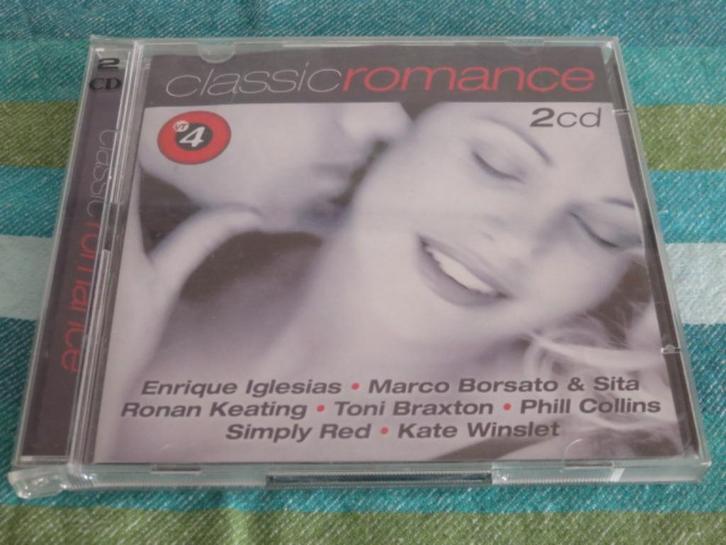 2
CD
classicromance
classicromance
2cd
VT
4
Enrique Iglesias • Marco Borsato & Sita
Ronan Keating • Toni Braxton • Phill Collins
Simply Red • Kate Winslet